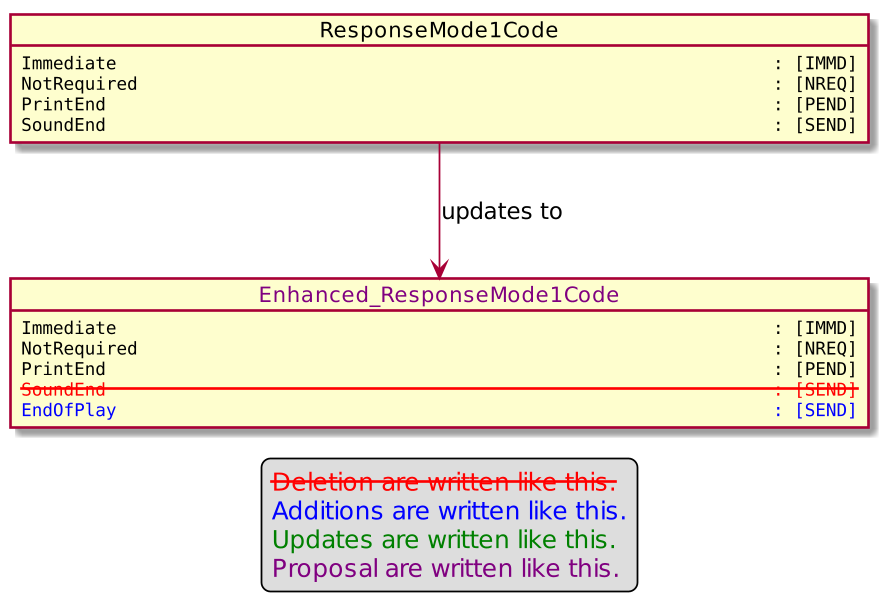 ResponseMode1Code
Immediate : [IMMD]
NotRequired : [NREQ]
PrintEnd : [PEND]
SoundEnd : [SEND]
updates to
Enhanced_ResponseMode1Code
Immediate : [IMMD]
NotRequired : [NREQ]
PrintEnd : [PEND]
SoundEnd : [SEND]
EndOfPlay : [SEND]
Deletion are written like this.
Additions are written like this.
Updates are written like this.
Proposal are written like this.